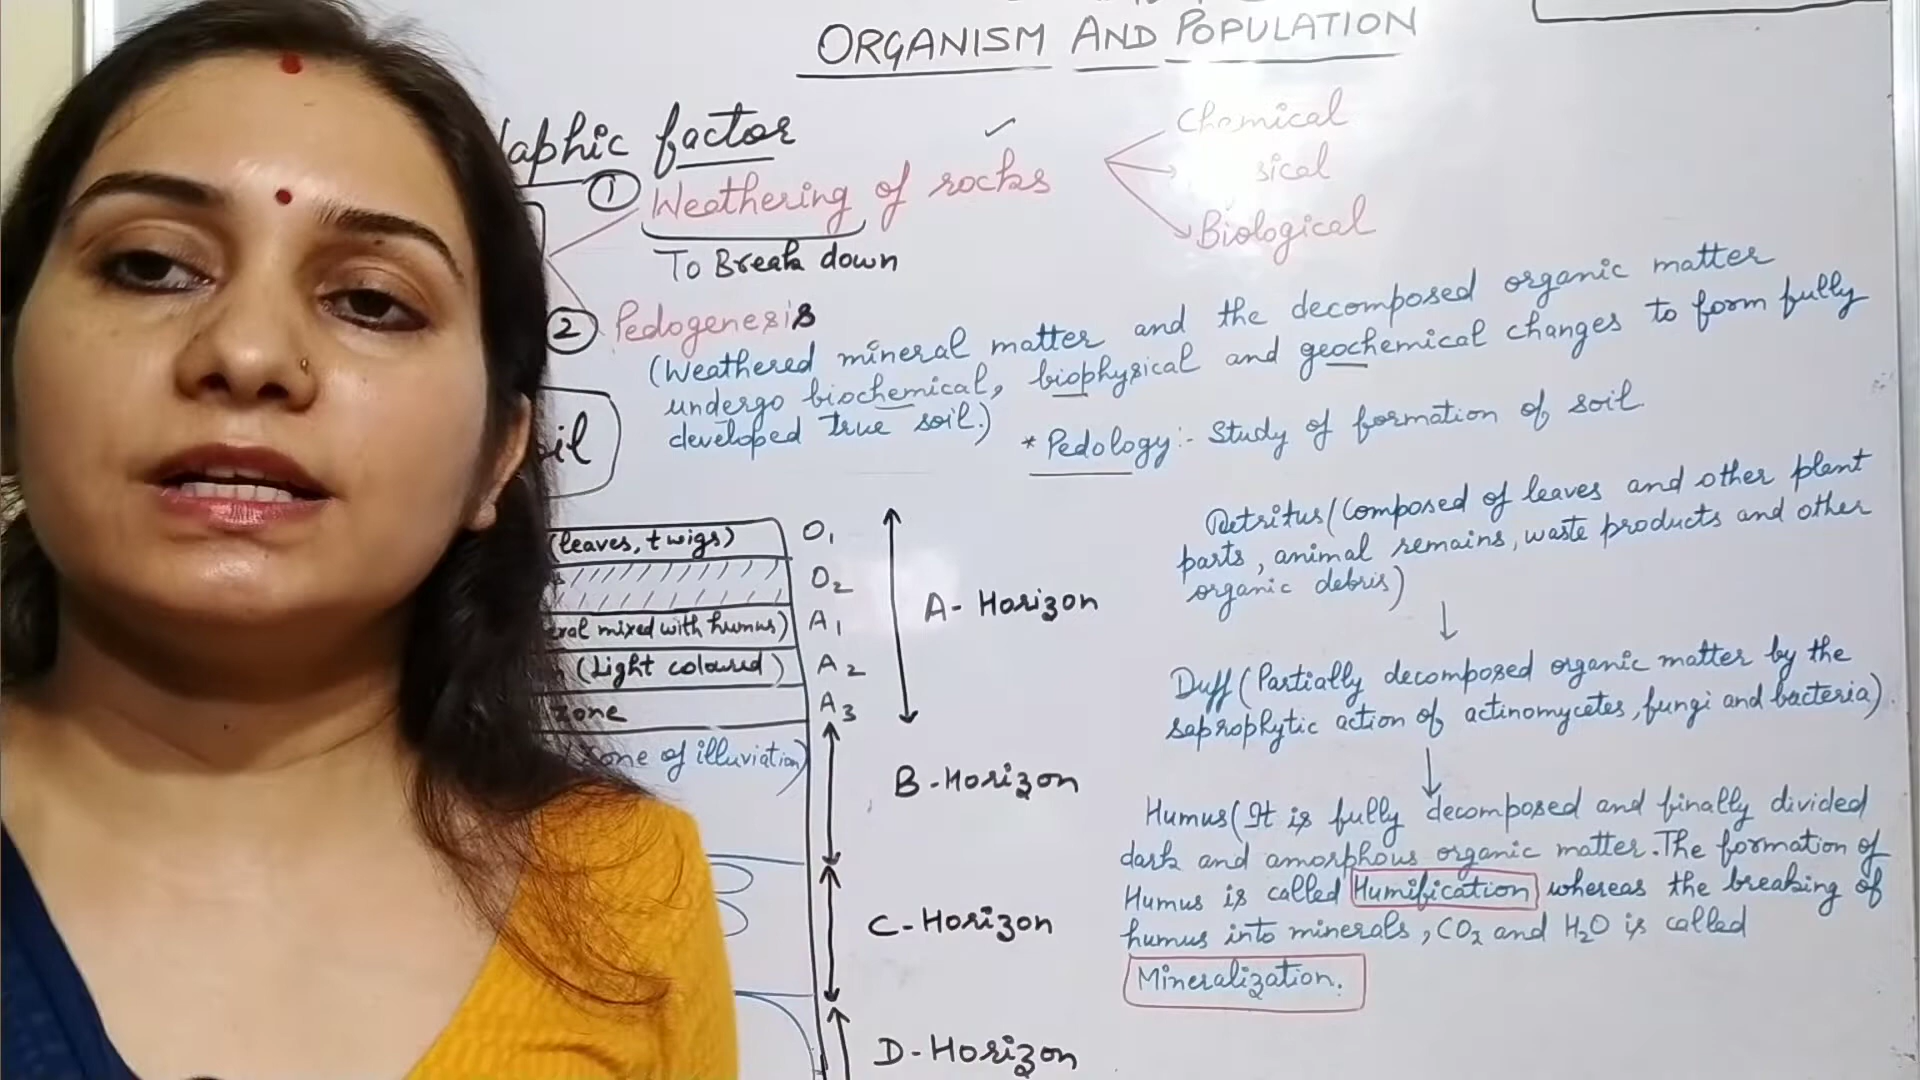 ORGANISM AND POPULATION
aphic factor
① Weathering of rocks
Chemical
sical
Biological
To Break down
② Pedogenesis
(Weathered mineral matter and the decomposed organic matter
undergo biochemical, biophysical and geochemical changes to form fully
developed true soil.)
* Pedology:- Study of formation of soil
oil
(leaves, twigs) O1
O2
A-Horizon
eral mixed with humus) A1
(Light coloured) A2
zone A3
zone of illuviation)
B-Horizon
C-Horizon
D-Horizon
Detritus (Composed of leaves and other plant
parts, animal remains, waste products and other
organic debris)
↓
Duff (Partially decomposed organic matter by the
saprophytic action of actinomycetes, fungi and bacteria)
↓
Humus (It is fully decomposed and finally divided
dark and amorphous organic matter. The formation of
Humus is called Humification whereas the breaking of
humus into minerals, CO2 and H2O is called
Mineralization.